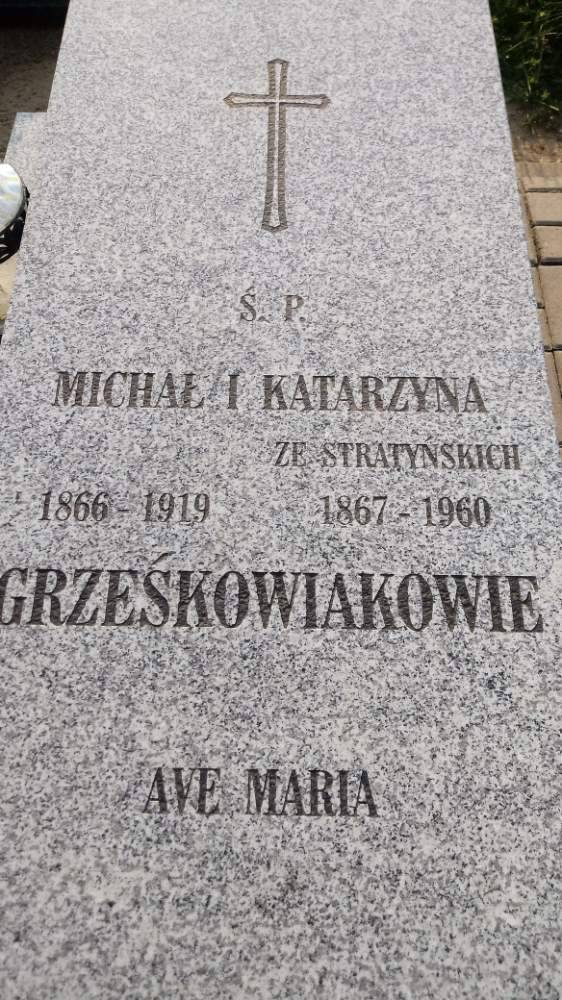 Ś. P.
MICHAŁ I KATARZYNA
ZE STRATYŃSKICH
1866 - 1919 1867 - 1960
GRZEŚKOWIAKOWIE
AVE MARIA